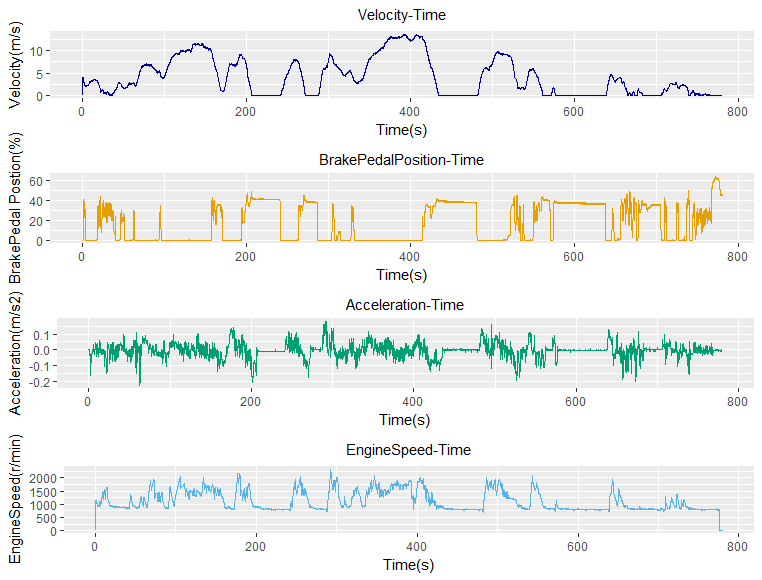 Velocity-Time
Velocity(m/s)
10
5
0
0 200 400 600 800
Time(s)
BrakePedalPosition-Time
BrakePedal Postion(%)
60
40
20
0
0 200 400 600 800
Time(s)
Acceleration-Time
Acceleration(m/s2)
0.1
0.0
-0.1
-0.2
0 200 400 600 800
Time(s)
EngineSpeed-Time
EngineSpeed(r/min)
2000
1500
1000
500
0
0 200 400 600 800
Time(s)